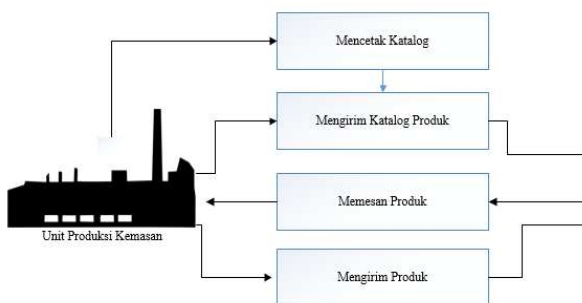 Mencetak Katalog
Mengirim Katalog Produk
Memesan Produk
Unit Produksi Kemasan
Mengirim Produk